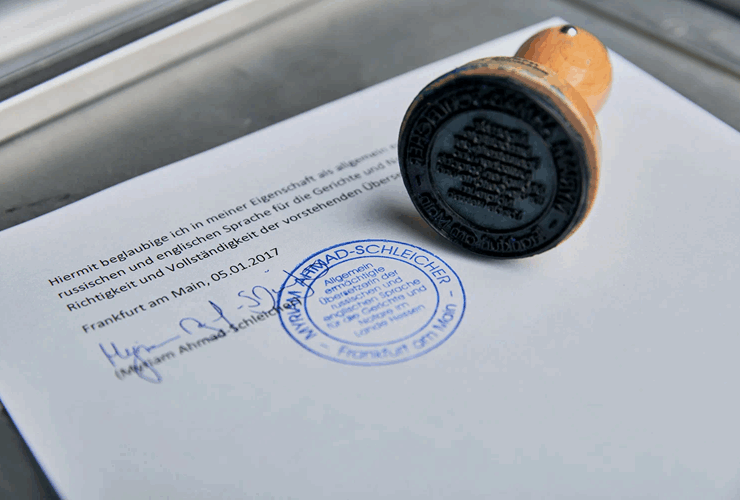 Hiermit beglaubige ich in meiner Eigenschaft als allgemein
russischen und englischen Sprache für die Gerichte und
Richtigkeit und Vollständigkeit der vorstehenden
Frankfurt am Main, 05.01.2017
(Myriam Ahmad-Schleicher)
MYRIAM AHMAD-SCHLEICHER
Allgemein
ermächtigte
Übersetzerin der
russischen und
englischen Sprache
für die Gerichte und
Notare im
Lande Hessen
- Frankfurt am Main -